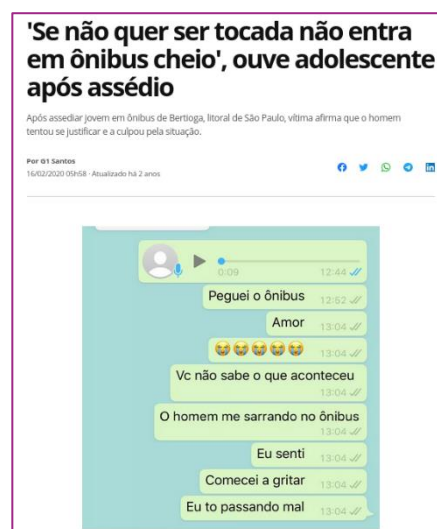 'Se não quer ser tocada não entra
em ônibus cheio', ouve adolescente
após assédio
Após assediar jovem em ônibus de Bertioga, litoral de São Paulo, vítima afirma que o homem
tentou se justificar e a culpou pela situação.
Por G1 Santos
16/02/2020 05h58 · Atualizado há 2 anos
0:09 12:44
Peguei o ônibus 12:52
Amor 13:04
😭😭😭😭😭 13:04
Vc não sabe o que aconteceu
13:04
O homem me sarrando no ônibus
13:04
Eu senti 13:04
Comecei a gritar 13:04
Eu to passando mal 13:04